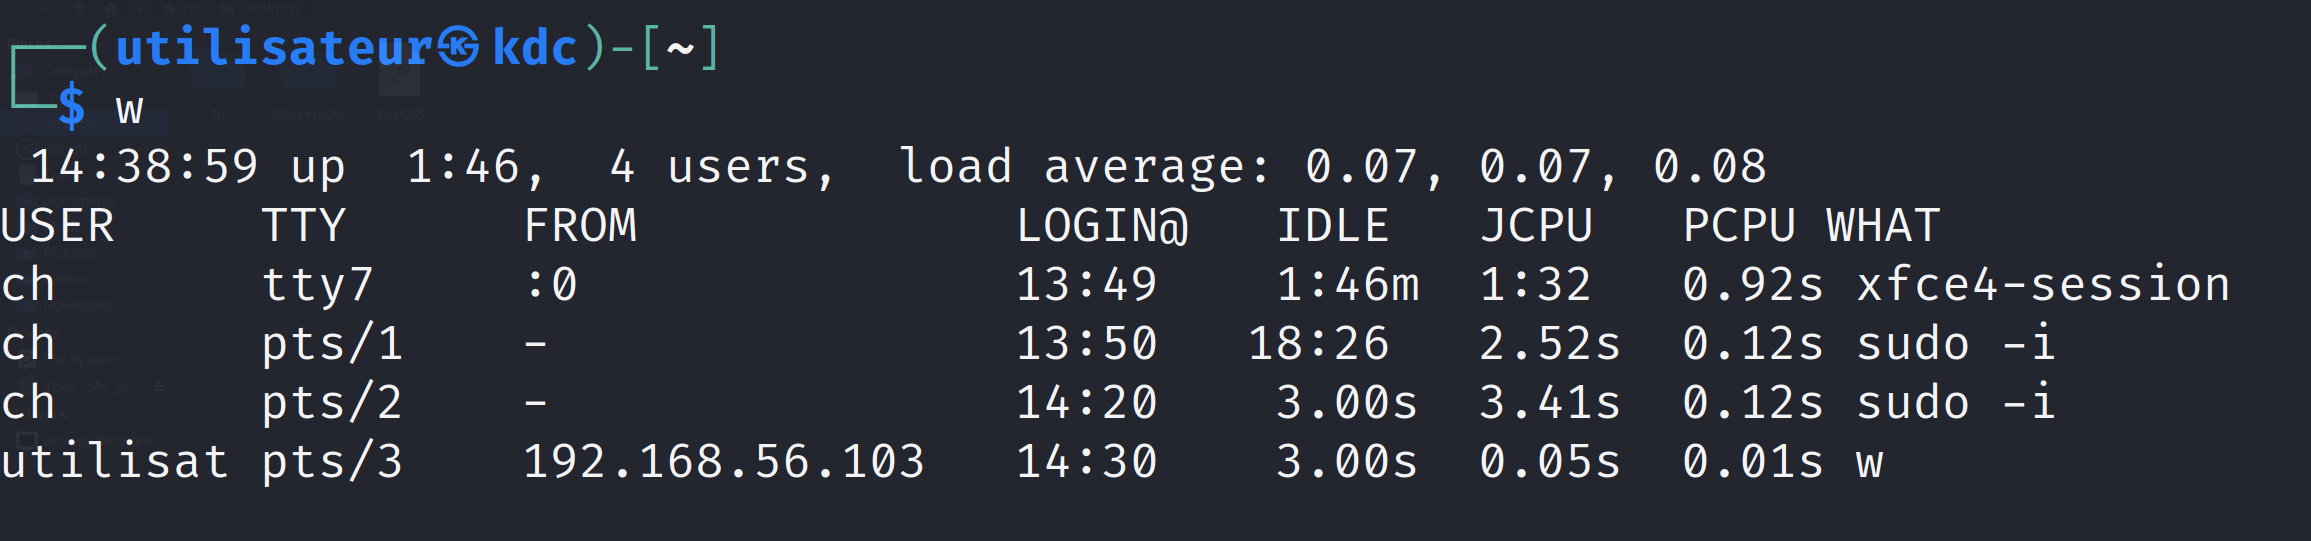 ┌──(utilisateur㉿kdc)-[~]
└─$ w
 14:38:59 up  1:46,  4 users,  load average: 0.07, 0.07, 0.08
USER     TTY      FROM             LOGIN@   IDLE   JCPU   PCPU WHAT
ch       tty7     :0               13:49    1:46m  1:32   0.92s xfce4-session
ch       pts/1    -                13:50   18:26   2.52s  0.12s sudo -i
ch       pts/2    -                14:20    3.00s  3.41s  0.12s sudo -i
utilisat pts/3    192.168.56.103   14:30    3.00s  0.05s  0.01s w